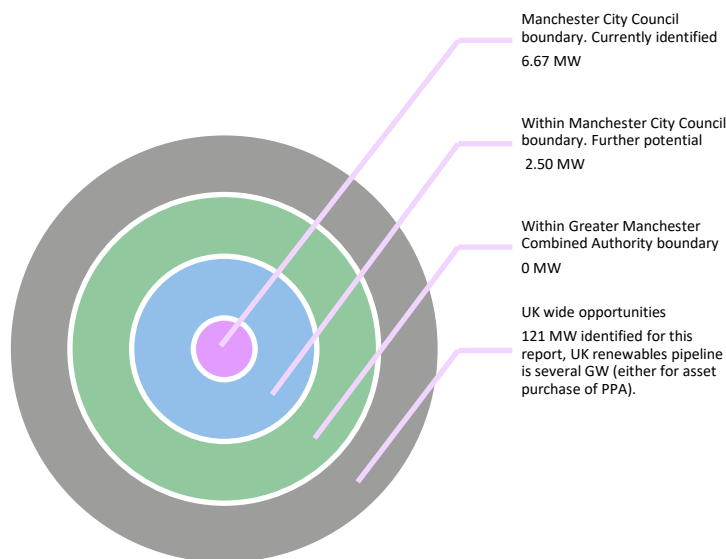 Manchester City Council
boundary. Currently identified
6.67 MW
Within Manchester City Council
boundary. Further potential
2.50 MW
Within Greater Manchester
Combined Authority boundary
0 MW
UK wide opportunities
121 MW identified for this
report, UK renewables pipeline
is several GW (either for asset
purchase of PPA).